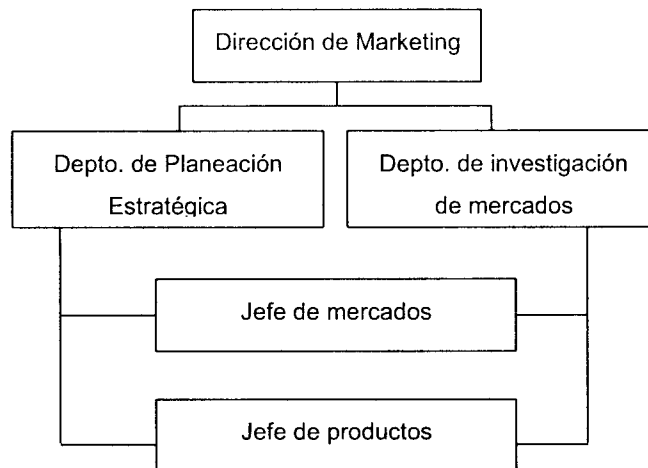 Dirección de Marketing
Depto. de Planeación
Estratégica
Depto. de investigación
de mercados
Jefe de mercados
Jefe de productos